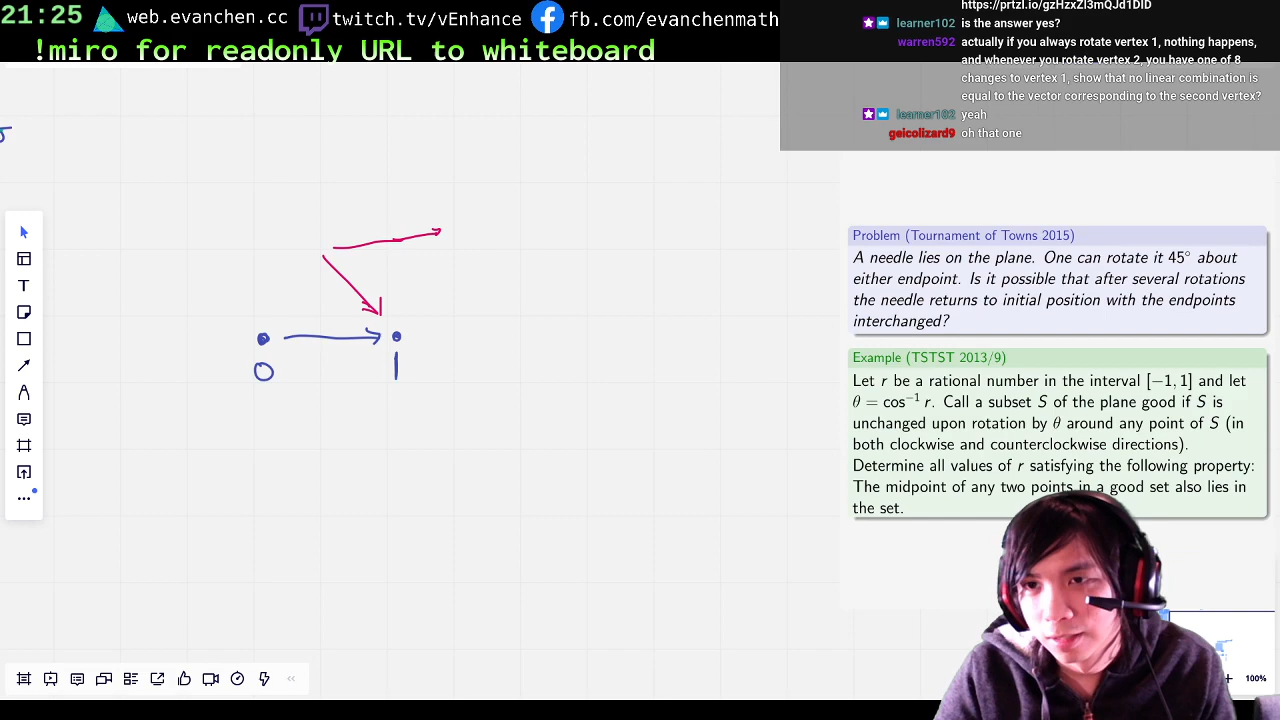 21:25 web.evanchen.cc twitch.tv/vEnhance fb.com/evanchenmath
!miro for readonly URL to whiteboard
learner102 is the answer yes?
warren592 actually if you always rotate vertex 1, nothing happens,
and whenever you rotate vertex 2, you have one of 8
changes to vertex 1, show that no linear combination is
equal to the vector corresponding to the second vertex?
learner102 yeah
geicolizard9 oh that one
Problem (Tournament of Towns 2015)
A needle lies on the plane. One can rotate it 45° about
either endpoint. Is it possible that after several rotations
the needle returns to initial position with the endpoints
interchanged?
Example (TSTST 2013/9)
Let r be a rational number in the interval [−1, 1] and let
θ = cos⁻¹ r. Call a subset S of the plane good if S is
unchanged upon rotation by θ around any point of S (in
both clockwise and counterclockwise directions).
Determine all values of r satisfying the following property:
The midpoint of any two points in a good set also lies in
the set.
0 1
T
100%